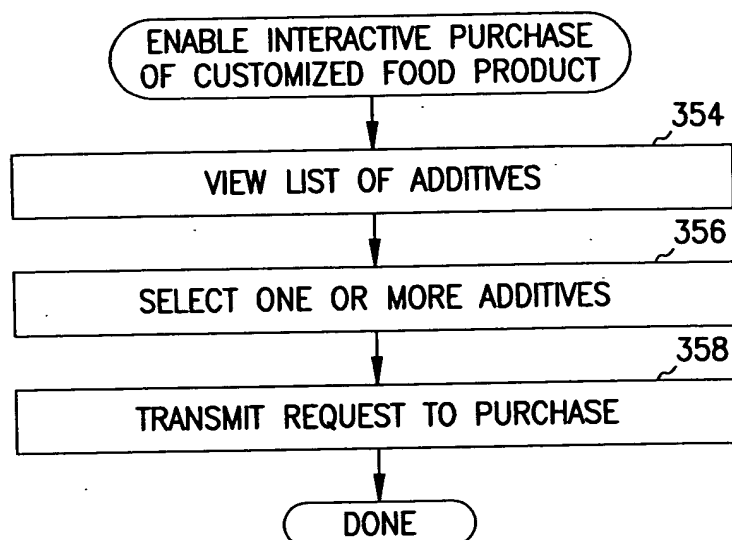 ENABLE INTERACTIVE PURCHASE
OF CUSTOMIZED FOOD PRODUCT
354
VIEW LIST OF ADDITIVES
356
SELECT ONE OR MORE ADDITIVES
358
TRANSMIT REQUEST TO PURCHASE
DONE